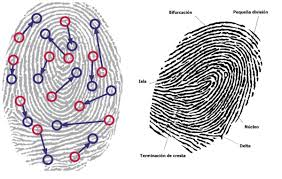 Bifurcación
Pequeña división
Isla
Núcleo
Delta
Terminación de cresta